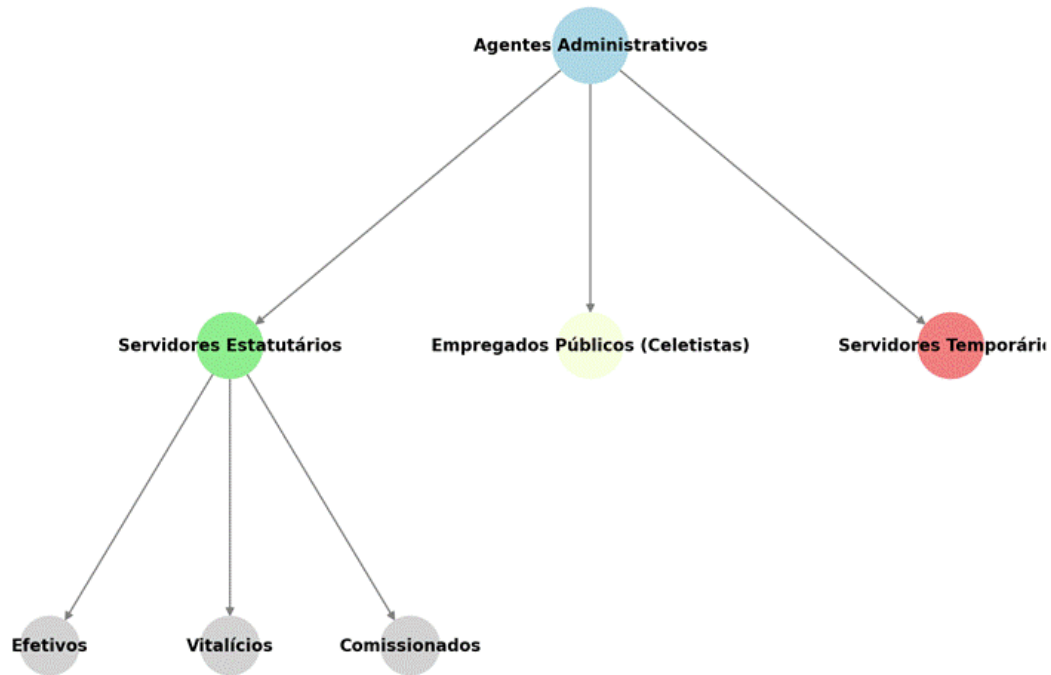 Agentes Administrativos
Servidores Estatutários
Empregados Públicos (Celetistas)
Servidores
Efetivos
Vitalícios
Comissionados